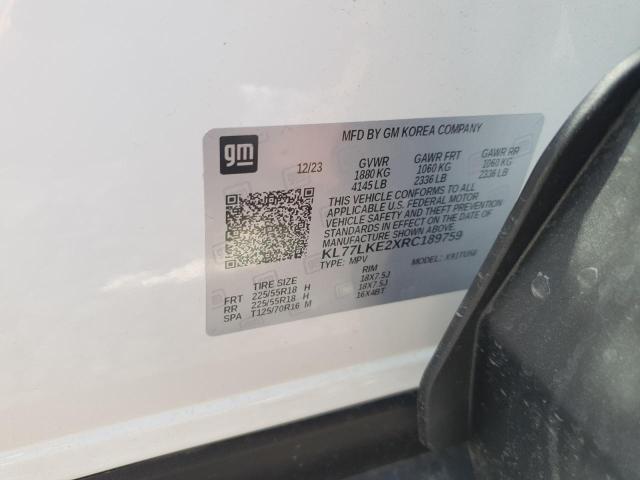 gm
MFD BY GM KOREA COMPANY
12/23 GVWR GAWR FRT GAWR RR
1880 KG 1060 KG 1060 KG
4145 LB 2336 LB 2336 LB
THIS VEHICLE CONFORMS TO ALL
APPLICABLE U.S. FEDERAL MOTOR
VEHICLE SAFETY AND THEFT PREVENTION
STANDARDS IN EFFECT ON THE DATE OF
MANUFACTURE SHOWN ABOVE.
KL77LKE2XRC189759
TYPE: MPV MODEL: K91TU58
TIRE SIZE RIM
FRT 225/55R18 H 18X7.5J
RR 225/55R18 H 18X7.5J
SPA T125/70R16 M 16X4BT